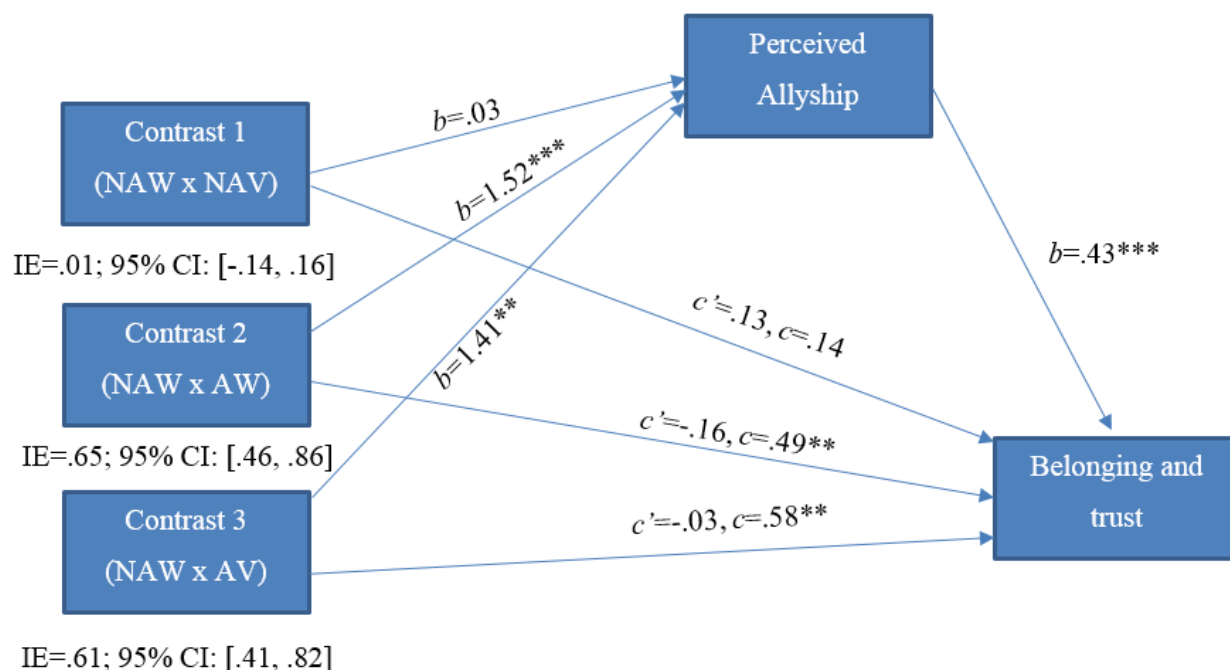 Perceived
Allyship
Contrast 1
(NAW x NAV)
b=.03
b=1.52***
IE=.01; 95% CI: [-.14, .16]
b=.43***
Contrast 2
(NAW x AW)
b=1.41**
c’=.13, c=.14
IE=.65; 95% CI: [.46, .86]
c’=-.16, c=.49**
Belonging and
trust
Contrast 3
(NAW x AV)
c’=-.03, c=.58**
IE=.61; 95% CI: [.41, .82]